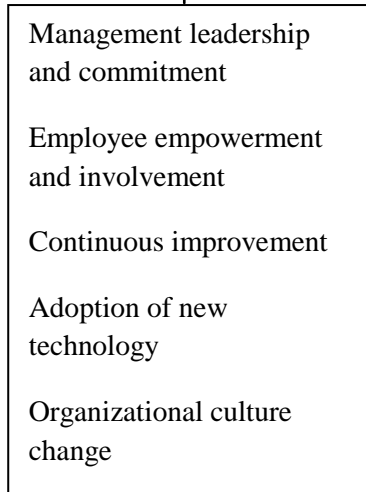 Management leadership
and commitment
Employee empowerment
and involvement
Continuous improvement
Adoption of new
technology
Organizational culture
change